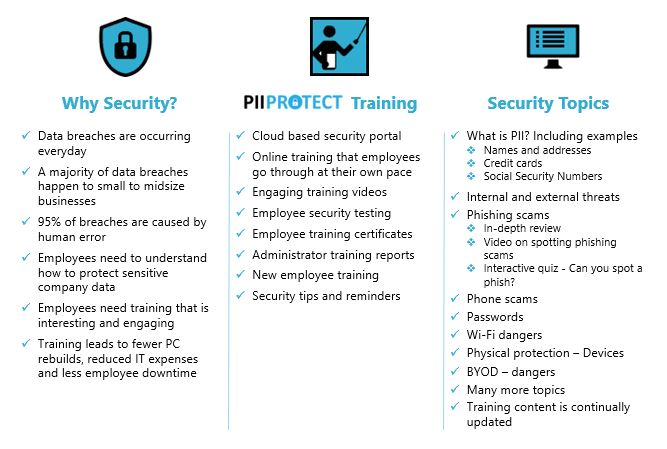 Why Security?
Data breaches are occurring
everyday
A majority of data breaches
happen to small to midsize
businesses
95% of breaches are caused by
human error
Employees need to understand
how to protect sensitive
company data
Employees need training that is
interesting and engaging
Training leads to fewer PC
rebuilds, reduced IT expenses
and less employee downtime
PIIPROTECT Training
Cloud based security portal
Online training that employees
go through at their own pace
Engaging training videos
Employee security testing
Employee training certificates
Administrator training reports
New employee training
Security tips and reminders
Security Topics
What is PII? Including examples
Names and addresses
Credit cards
Social Security Numbers
Internal and external threats
Phishing scams
In-depth review
Video on spotting phishing
scams
Interactive quiz - Can you spot a
phish?
Phone scams
Passwords
Wi-Fi dangers
Physical protection – Devices
BYOD – dangers
Many more topics
Training content is continually
updated